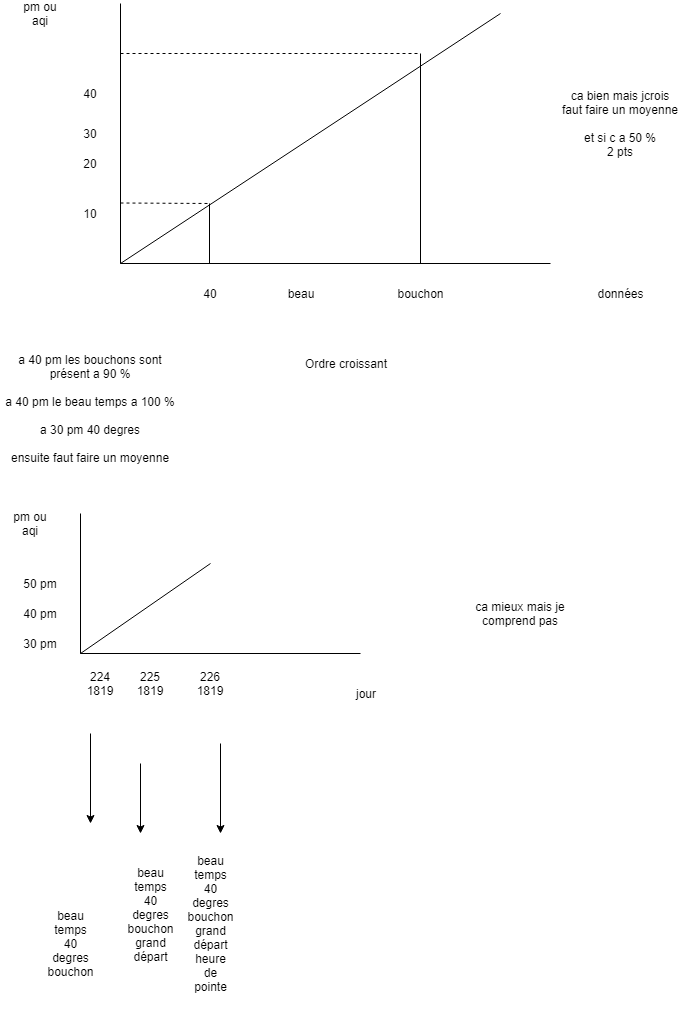 pm ou
aqi
40
30
20
10
ca bien mais jcrois
faut faire un moyenne
et si c a 50 %
2 pts
40 beau bouchon données
a 40 pm les bouchons sont
présent a 90 %
a 40 pm le beau temps a 100 %
a 30 pm 40 degres
ensuite faut faire un moyenne
Ordre croissant
pm ou
aqi
50 pm
40 pm
30 pm
ca mieux mais je
comprend pas
224
1819
225
1819
226
1819
jour
beau
temps
40
degres
bouchon
beau
temps
40
degres
bouchon
grand
départ
beau
temps
40
degres
bouchon
grand
départ
heure
de
pointe